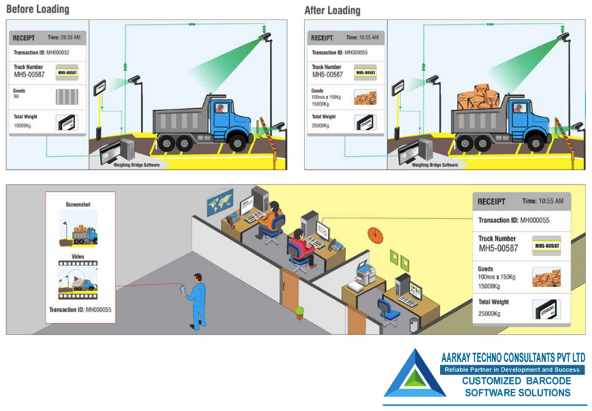 Before Loading
RECEIPT Time: 09:30 AM
Transaction ID: MH000052
Truck Number
MH5-00587
MH5-00587
Goods
Nil
Total Weight
10000Kg
Weighing Bridge Software
After Loading
RECEIPT Time: 10:55 AM
Transaction ID: MH000055
Truck Number
MH5-00587
MH5-00587
Goods
100nos x 150Kg
15000Kg
Total Weight
25000Kg
Weighing Bridge Software
Screenshot
Video
Transaction ID: MH000055
RECEIPT Time: 10:55 AM
Transaction ID: MH000055
Truck Number
MH5-00587
MH5-00587
Goods
100nos x 150Kg
15000Kg
Total Weight
25000Kg
AARKAY TECHNO CONSULTANTS PVT LTD
Reliable Partner in Development and Success
CUSTOMIZED BARCODE
SOFTWARE SOLUTIONS